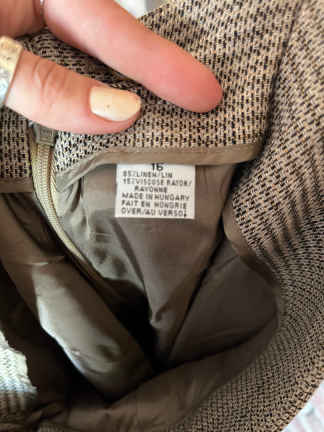 16
85%LINEN/LIN
15%VISCOSE RAYON/
RAYONNE
MADE IN HUNGARY
FAIT EN HONGRIE
OVER/AU VERSO